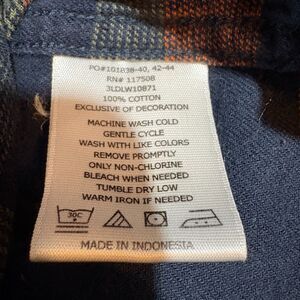 PO#101838-40, 42-44
RN# 117508
3LDLW10871
100% COTTON
EXCLUSIVE OF DECORATION
MACHINE WASH COLD
GENTLE CYCLE
WASH WITH LIKE COLORS
REMOVE PROMPTLY
ONLY NON-CHLORINE
BLEACH WHEN NEEDED
TUMBLE DRY LOW
WARM IRON IF NEEDED
30C
MADE IN INDONESIA